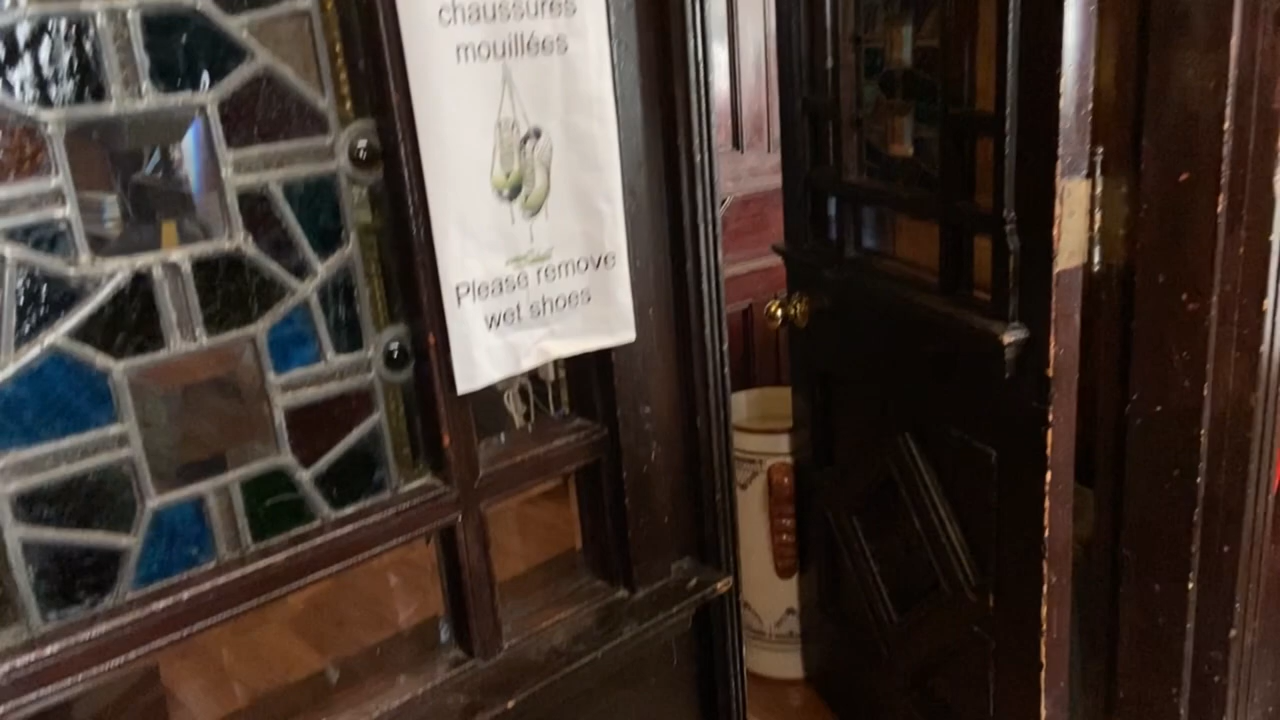 chaussures
mouillées
Please remove
wet shoes